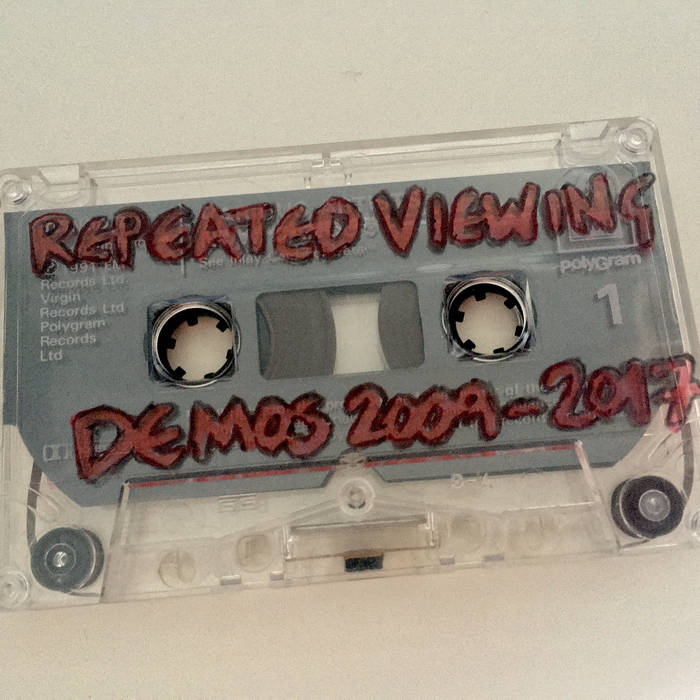 REPEATED VIEWING
℗ 1991 EMI
Records Ltd.
Virgin
Records Ltd
Polygram
Records
Ltd
polyGram
1
DEMOS 2009-2017